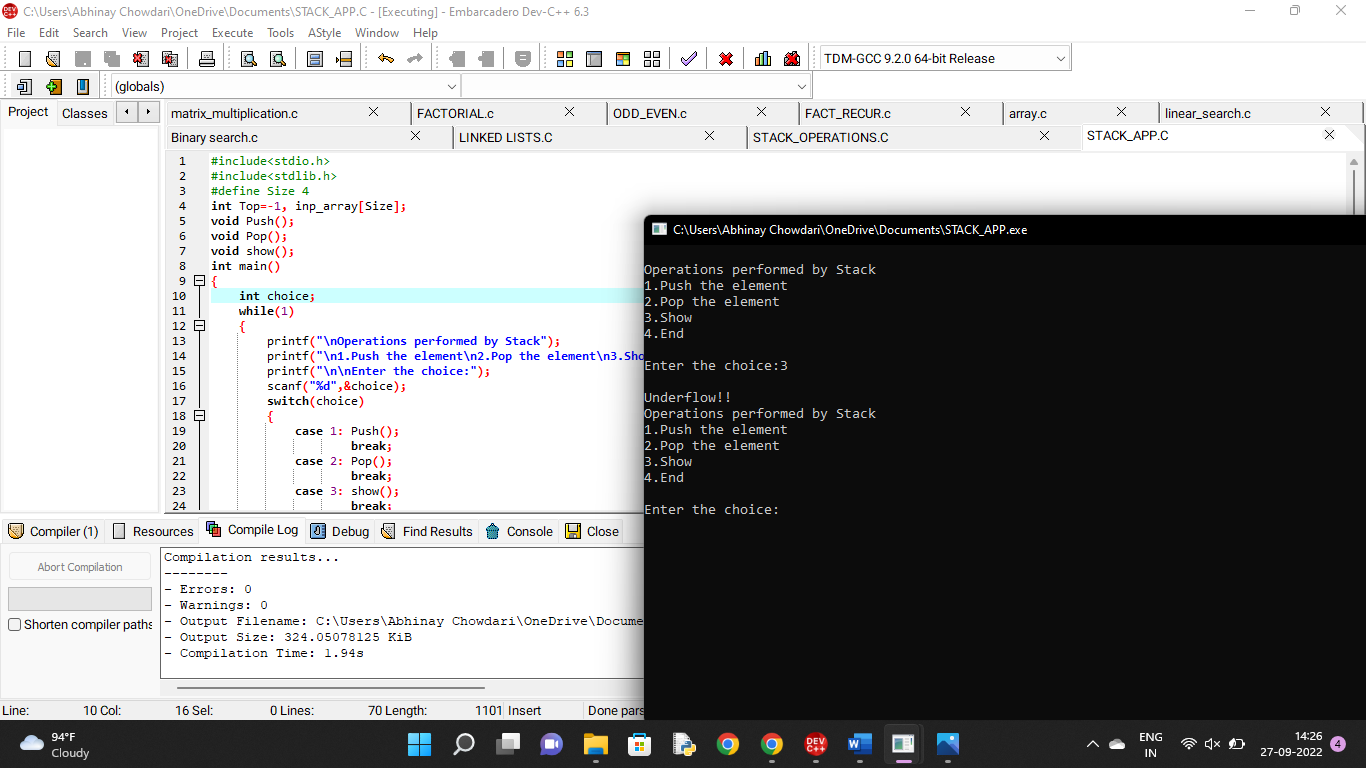 C:\Users\Abhinay Chowdari\OneDrive\Documents\STACK_APP.C - [Executing] - Embarcadero Dev-C++ 6.3
File Edit Search View Project Execute Tools AStyle Window Help
TDM-GCC 9.2.0 64-bit Release
(globals)
Project Classes
matrix_multiplication.c FACTORIAL.c ODD_EVEN.c FACT_RECUR.c array.c linear_search.c
Binary search.c LINKED LISTS.C STACK_OPERATIONS.C STACK_APP.C
1 #include<stdio.h>
2 #include<stdlib.h>
3 #define Size 4
4 int Top=-1, inp_array[Size];
5 void Push();
6 void Pop();
7 void show();
8 int main()
9 {
10 int choice;
11 while(1)
12 {
13 printf("\nOperations performed by Stack");
14 printf("\n1.Push the element\n2.Pop the element\n3.Sho
15 printf("\n\nEnter the choice:");
16 scanf("%d",&choice);
17 switch(choice)
18 {
19 case 1: Push();
20 break;
21 case 2: Pop();
22 break;
23 case 3: show();
24 break;
C:\Users\Abhinay Chowdari\OneDrive\Documents\STACK_APP.exe
Operations performed by Stack
1.Push the element
2.Pop the element
3.Show
4.End
Enter the choice:3
Underflow!!
Operations performed by Stack
1.Push the element
2.Pop the element
3.Show
4.End
Enter the choice:
Compiler (1) Resources Compile Log Debug Find Results Console Close
Abort Compilation
Shorten compiler paths
Compilation results...
--------
- Errors: 0
- Warnings: 0
- Output Filename: C:\Users\Abhinay Chowdari\OneDrive\Docume
- Output Size: 324.05078125 KiB
- Compilation Time: 1.94s
Line: 10 Col: 16 Sel: 0 Lines: 70 Length: 1101 Insert Done pars
94°F
Cloudy
DEV
C++
ENG
IN
14:26
27-09-2022
4